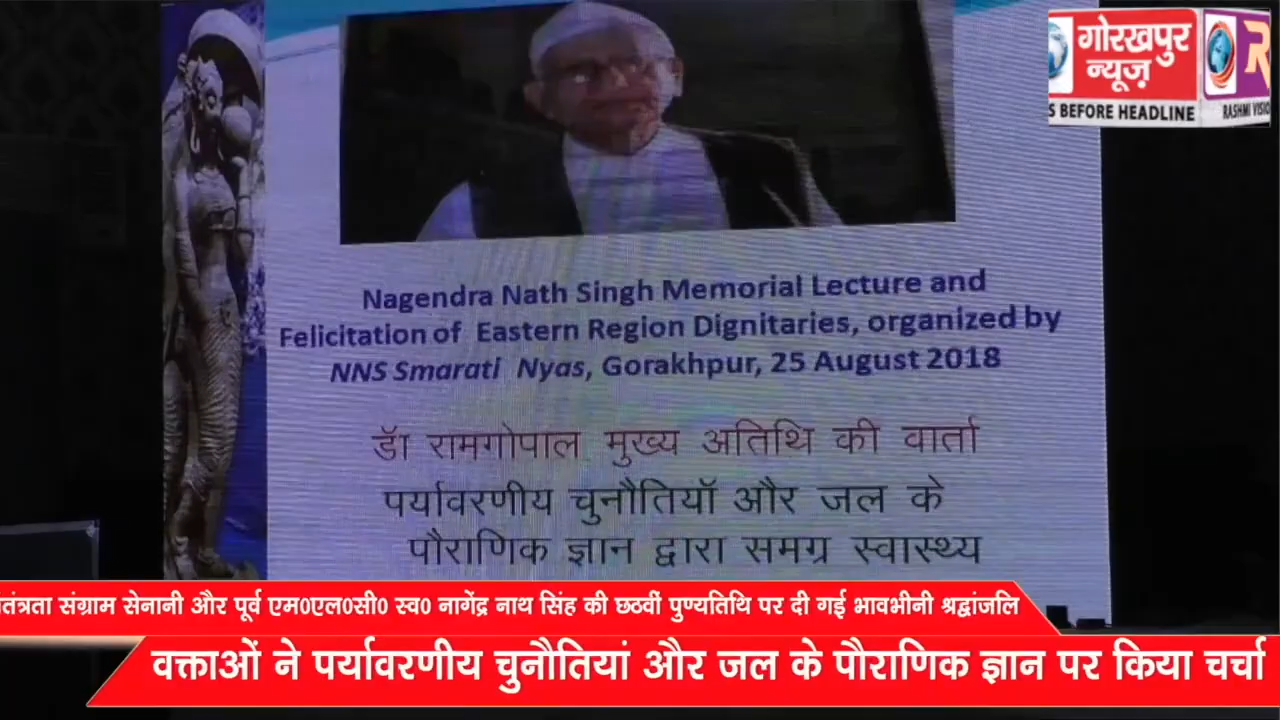 गोरखपुर
न्यूज़
S BEFORE HEADLINE
R
RASHMI VISIO
Nagendra Nath Singh Memorial Lecture and
Felicitation of Eastern Region Dignitaries, organized by
NNS Smarati Nyas, Gorakhpur, 25 August 2018
डॅा रामगोपाल मुख्य अतिथि की वार्ता
पर्यावरणीय चुनौतियॉ और जल के
पौराणिक ज्ञान द्वारा समग्र स्वास्थ्य
तंत्रता संग्राम सेनानी और पूर्व एम0एल0सी0 स्व0 नागेंद्र नाथ सिंह की छठवीं पुण्यतिथि पर दी गई भावभीनी श्रद्वांजलि
वक्ताओं ने पर्यावरणीय चुनौतियां और जल के पौराणिक ज्ञान पर किया चर्चा